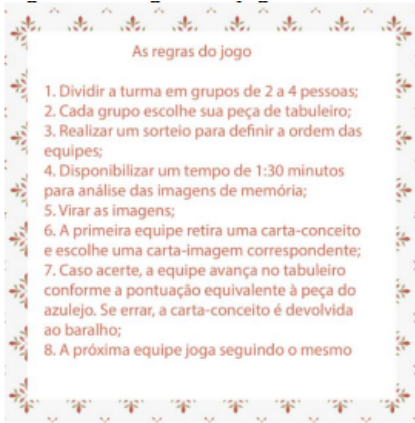 As regras do jogo
1. Dividir a turma em grupos de 2 a 4 pessoas;
2. Cada grupo escolhe sua peça de tabuleiro;
3. Realizar um sorteio para definir a ordem das
equipes;
4. Disponibilizar um tempo de 1:30 minutos
para análise das imagens de memória;
5. Virar as imagens;
6. A primeira equipe retira uma carta-conceito
e escolhe uma carta-imagem correspondente;
7. Caso acerte, a equipe avança no tabuleiro
conforme a pontuação equivalente à peça do
azulejo. Se errar, a carta-conceito é devolvida
ao baralho;
8. A próxima equipe joga seguindo o mesmo